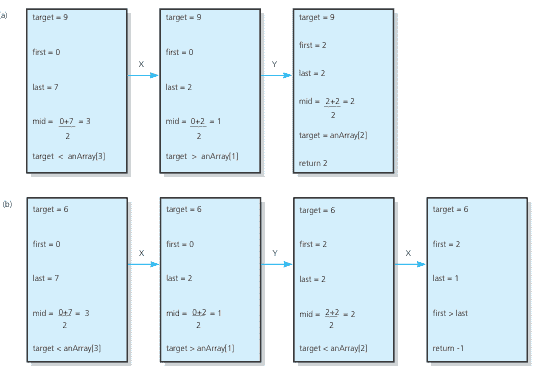 (a)
target = 9
first = 0
last = 7
mid = 0+7 = 3
2
target < anArray[3]
X
target = 9
first = 0
last = 2
mid = 0+2 = 1
2
target > anArray[1]
Y
target = 9
first = 2
last = 2
mid = 2+2 = 2
2
target = anArray[2]
return 2
(b)
target = 6
first = 0
last = 7
mid = 0+7 = 3
2
target < anArray[3]
X
target = 6
first = 0
last = 2
mid = 0+2 = 1
2
target > anArray[1]
Y
target = 6
first = 2
last = 2
mid = 2+2 = 2
2
target < anArray[2]
X
target = 6
first = 2
last = 1
first > last
return -1